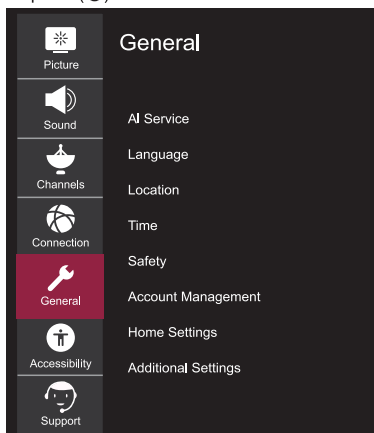 Picture
Sound
Channels
Connection
General
Accessibility
Support
General
AI Service
Language
Location
Time
Safety
Account Management
Home Settings
Additional Settings